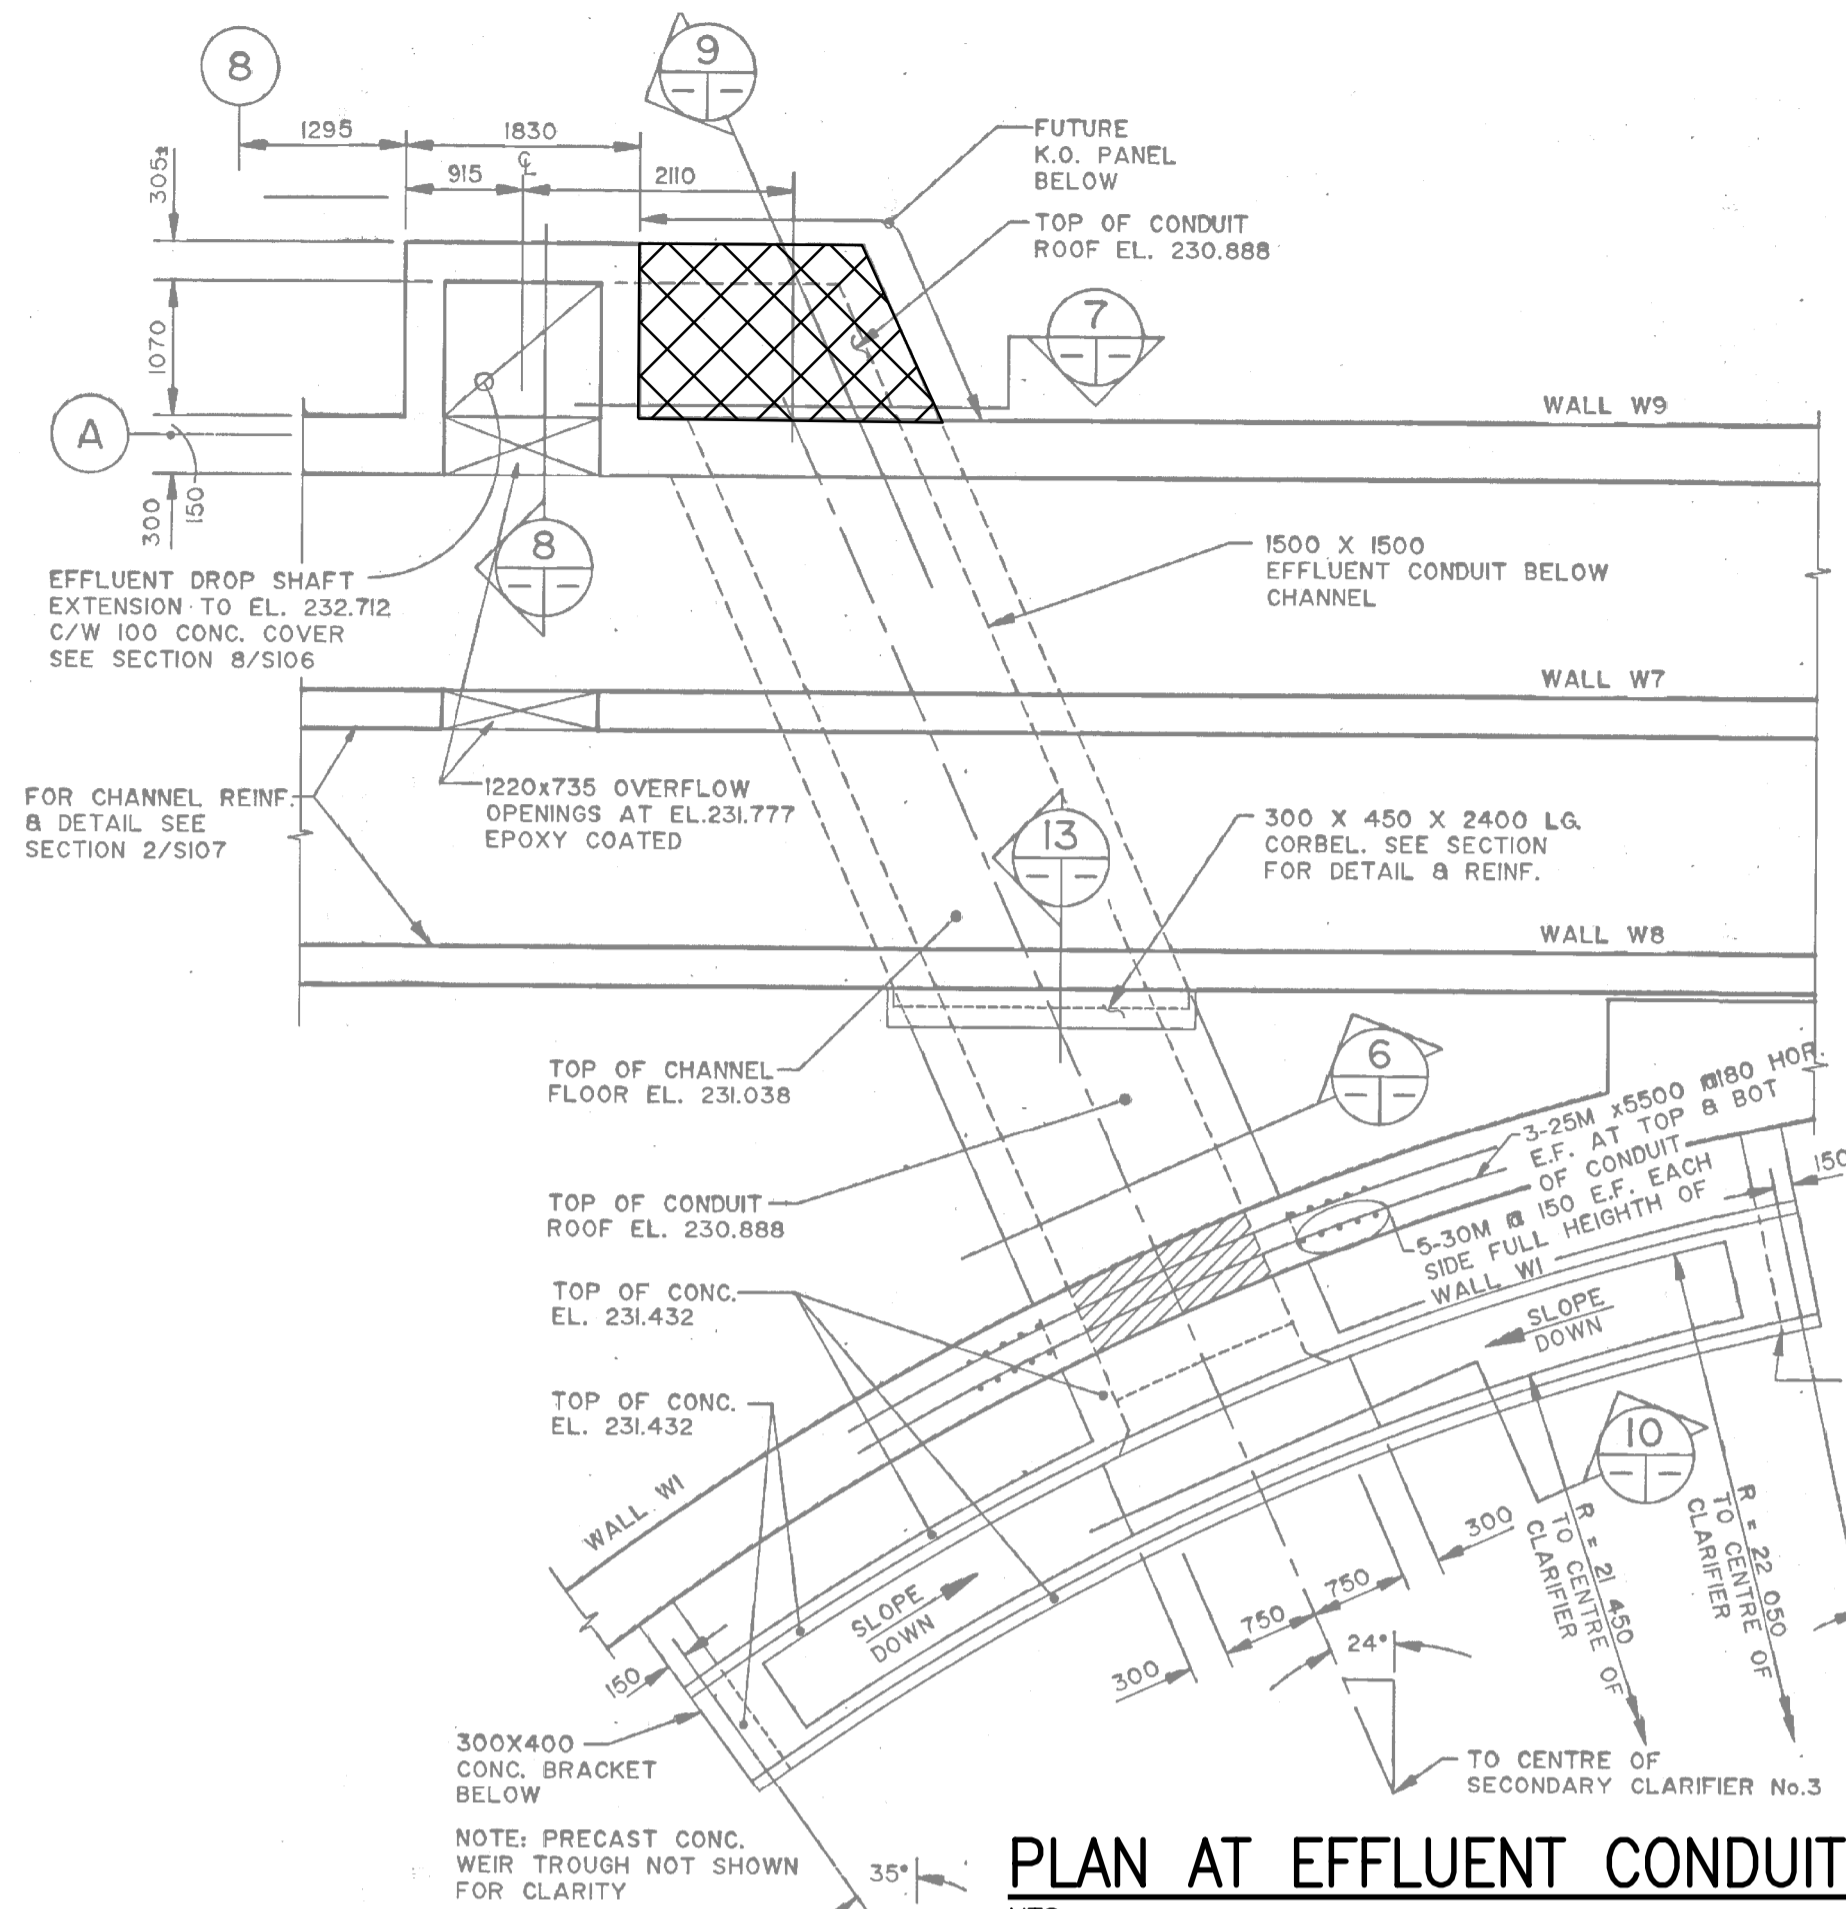 8
9
1295
1830
915
℄
2110
305±
1070
A
300
150
FUTURE
K.O. PANEL
BELOW
TOP OF CONDUIT
ROOF EL. 230.888
7
WALL W9
8
EFFLUENT DROP SHAFT
EXTENSION TO EL. 232.712
C/W 100 CONC. COVER
SEE SECTION 8/S106
1500 X 1500
EFFLUENT CONDUIT BELOW
CHANNEL
WALL W7
FOR CHANNEL REINF.
& DETAIL SEE
SECTION 2/S107
1220x735 OVERFLOW
OPENINGS AT EL.231.777
EPOXY COATED
13
300 X 450 X 2400 LG.
CORBEL. SEE SECTION
FOR DETAIL & REINF.
WALL W8
TOP OF CHANNEL
FLOOR EL. 231.038
6
3-25M x5500 @180 HOR.
E.F. AT TOP & BOT
OF CONDUIT
5-30M @ 150 E.F. EACH
SIDE FULL HEIGHTH OF
WALL W1
150
TOP OF CONDUIT
ROOF EL. 230.888
TOP OF CONC.
EL. 231.432
TOP OF CONC.
EL. 231.432
SLOPE
DOWN
10
WALL W1
SLOPE
DOWN
150
300
750
750
300
24°
R = 21 450
TO CENTRE OF
CLARIFIER
R = 22 050
TO CENTRE OF
CLARIFIER
300X400
CONC. BRACKET
BELOW
TO CENTRE OF
SECONDARY CLARIFIER No.3
NOTE: PRECAST CONC.
WEIR TROUGH NOT SHOWN
FOR CLARITY
35°
PLAN AT EFFLUENT CONDUIT